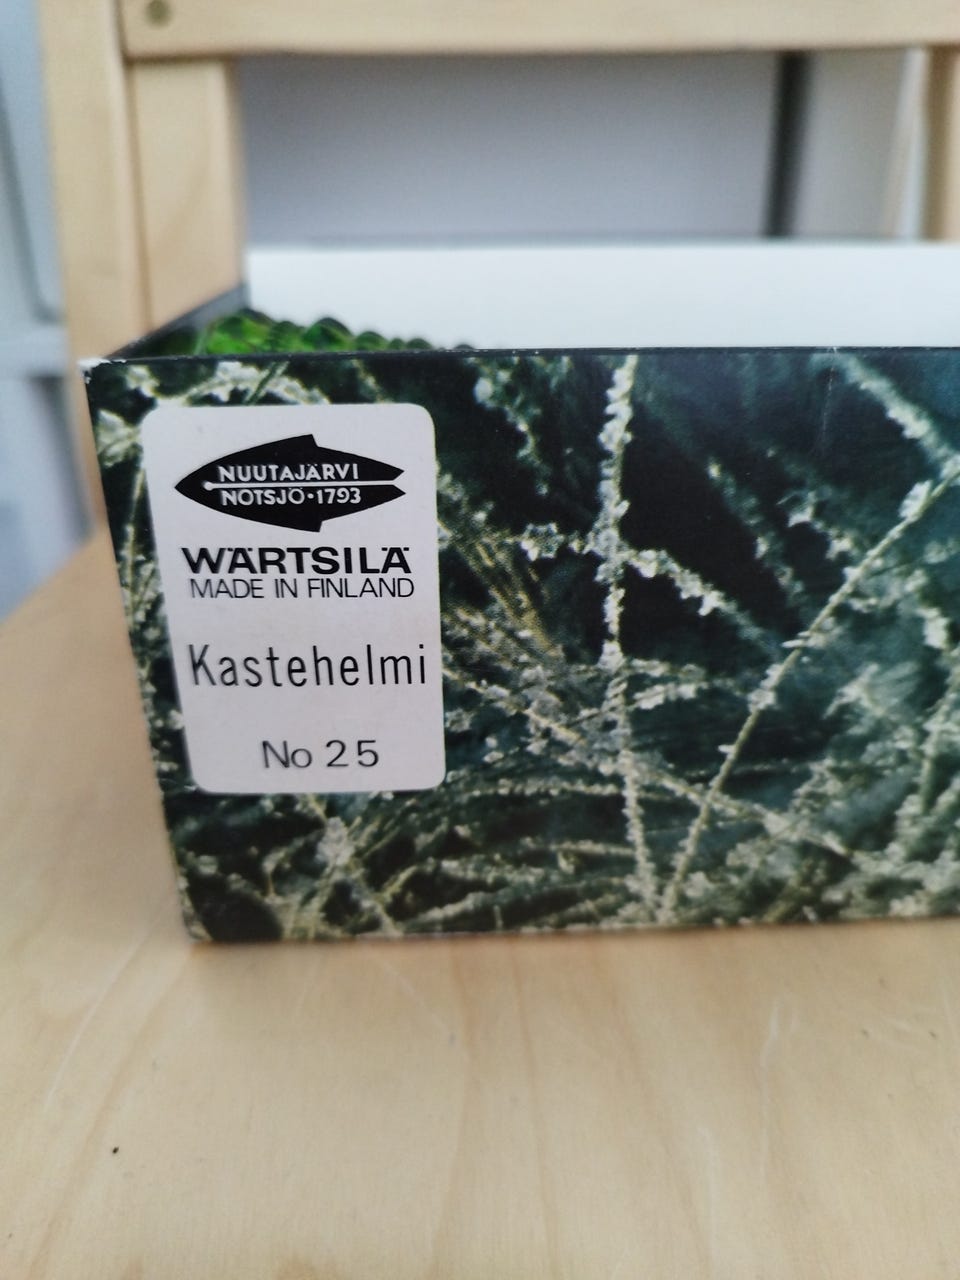 NUUTAJÄRVI
NOTSJÖ • 1793
WÄRTSILÄ
MADE IN FINLAND
Kastehelmi
No 25